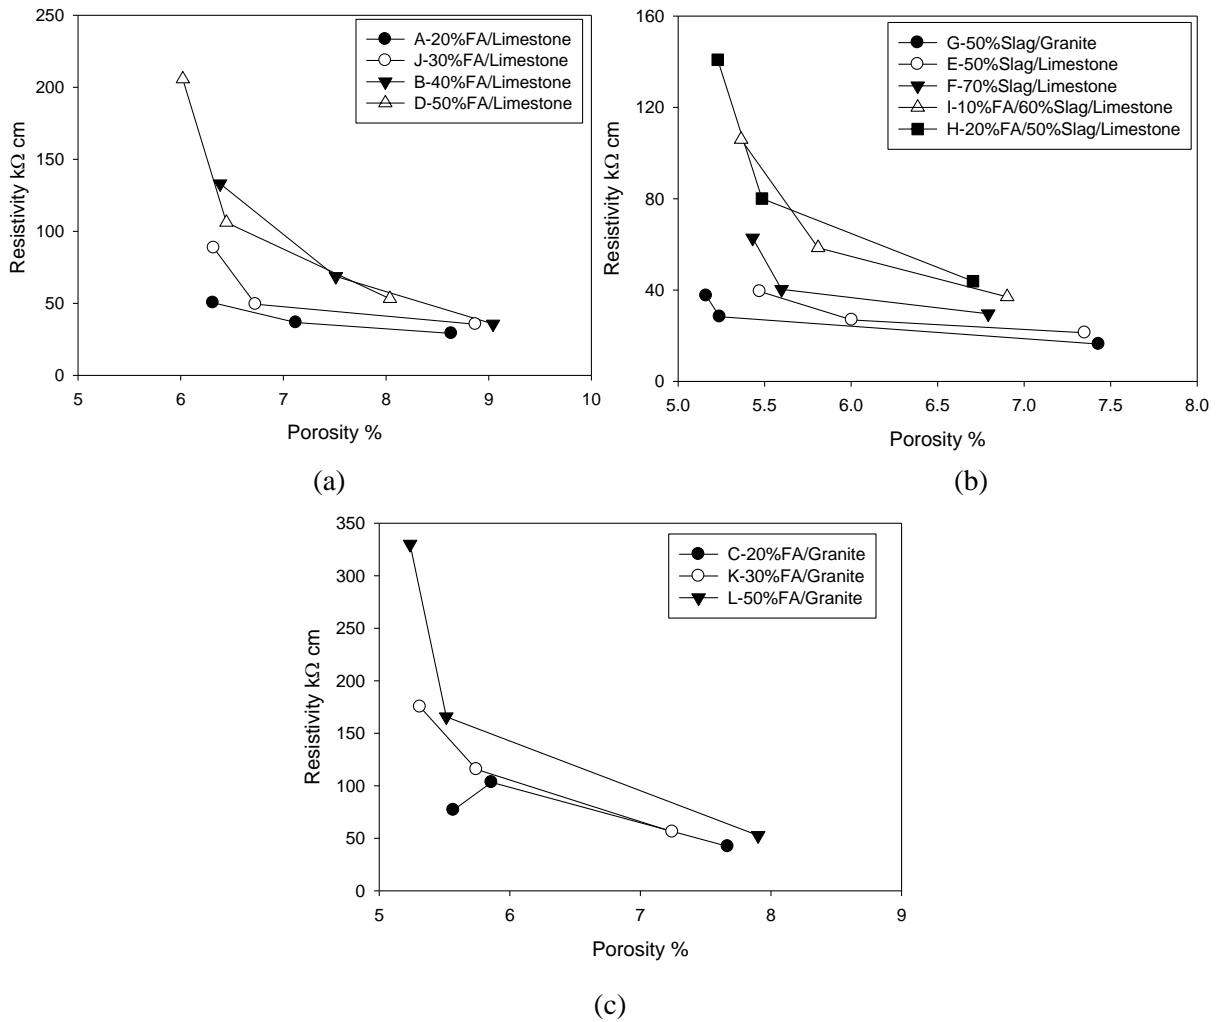 250
200
150
100
50
0
Resistivity kΩ cm
A-20%FA/Limestone
J-30%FA/Limestone
B-40%FA/Limestone
D-50%FA/Limestone
5 6 7 8 9 10
Porosity %
(a)
160
120
80
40
0
Resistivity kΩ cm
G-50%Slag/Granite
E-50%Slag/Limestone
F-70%Slag/Limestone
I-10%FA/60%Slag/Limestone
H-20%FA/50%Slag/Limestone
5.0 5.5 6.0 6.5 7.0 7.5 8.0
Porosity %
(b)
350
300
250
200
150
100
50
0
Resistivity kΩ cm
C-20%FA/Granite
K-30%FA/Granite
L-50%FA/Granite
5 6 7 8 9
Porosity %
(c)